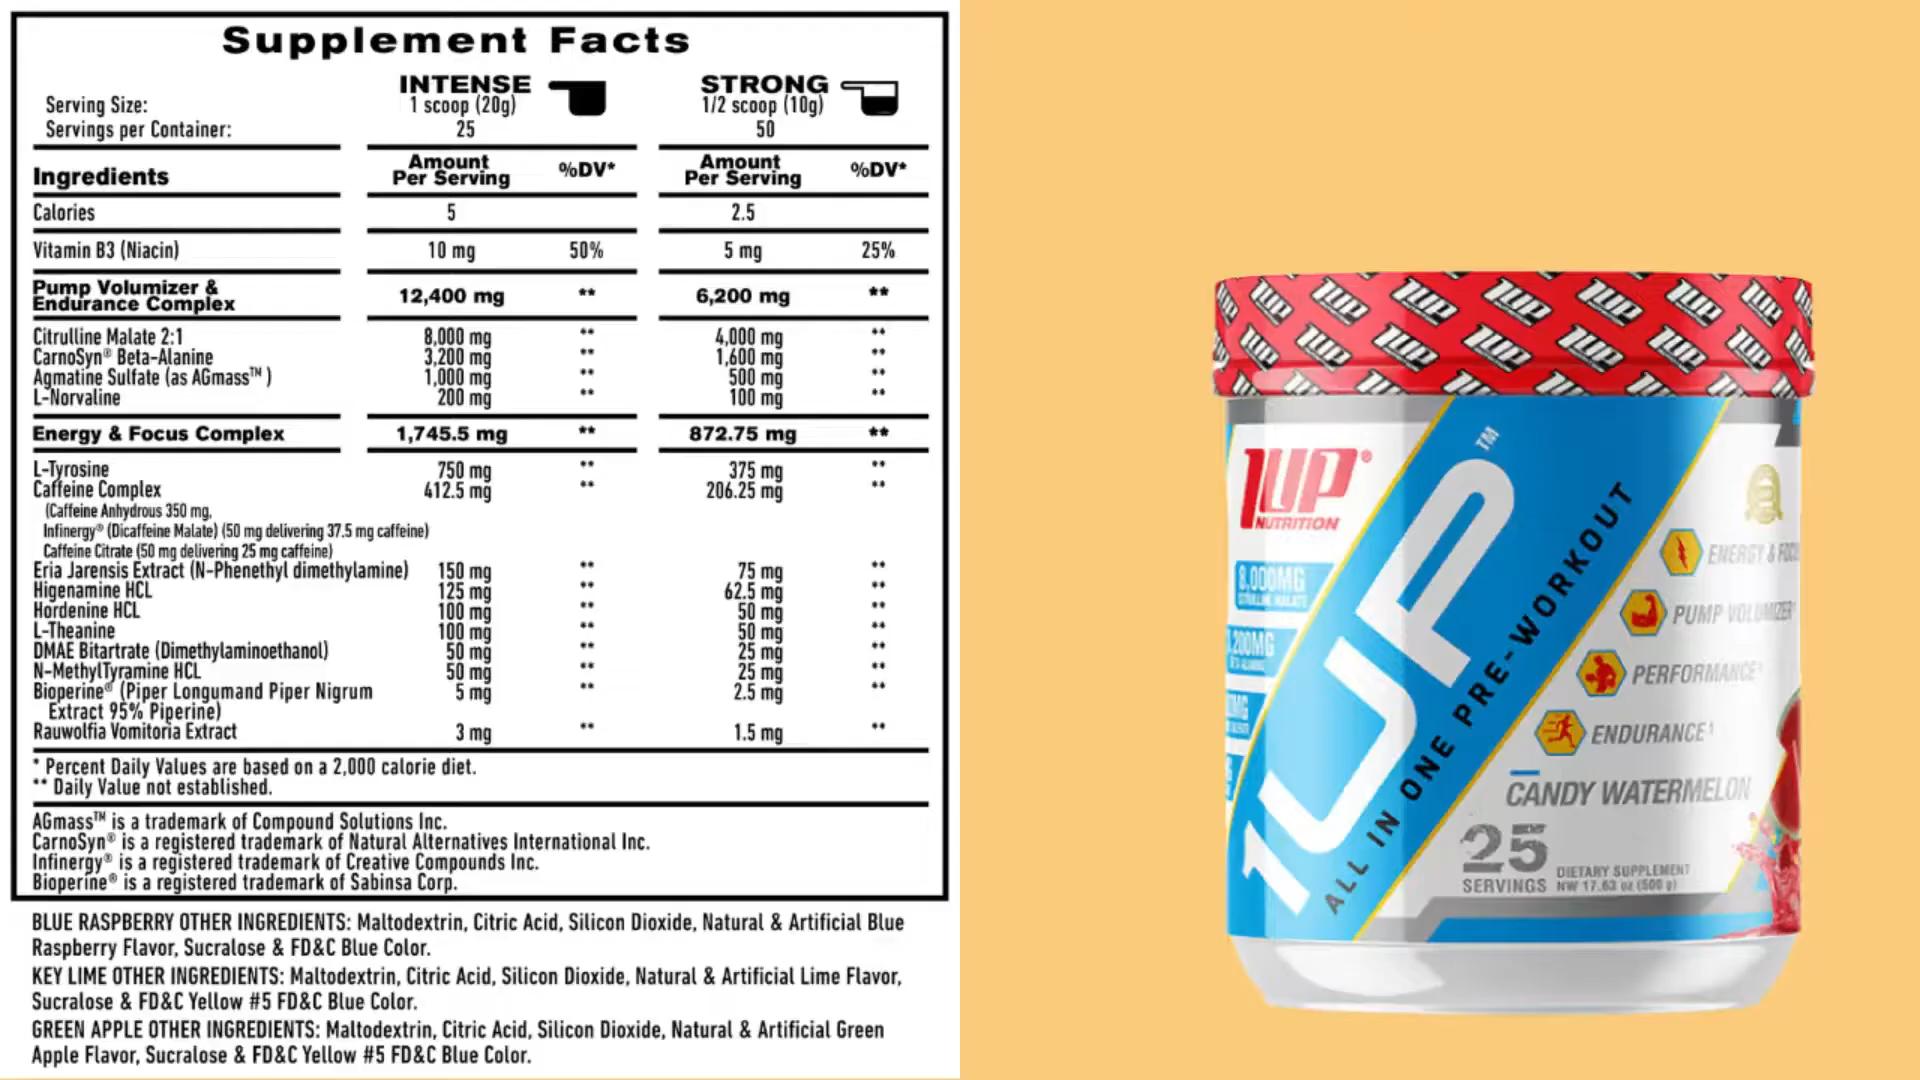 Supplement Facts
INTENSE STRONG
Serving Size: 1 scoop (20g) 1/2 scoop (10g)
Servings per Container: 25 50
Ingredients Amount Per Serving %DV* Amount Per Serving %DV*
Calories 5 2.5
Vitamin B3 (Niacin) 10 mg 50% 5 mg 25%
Pump Volumizer &
Endurance Complex 12,400 mg ** 6,200 mg **
Citrulline Malate 2:1 8,000 mg ** 4,000 mg **
CarnoSyn® Beta-Alanine 3,200 mg ** 1,600 mg **
Agmatine Sulfate (as AGmass™ ) 1,000 mg ** 500 mg **
L-Norvaline 200 mg ** 100 mg **
Energy & Focus Complex 1,745.5 mg ** 872.75 mg **
L-Tyrosine 750 mg ** 375 mg **
Caffeine Complex 412.5 mg ** 206.25 mg **
(Caffeine Anhydrous 350 mg,
Infinergy® (Dicaffeine Malate) (50 mg delivering 37.5 mg caffeine)
Caffeine Citrate (50 mg delivering 25 mg caffeine)
Eria Jarensis Extract (N-Phenethyl dimethylamine) 150 mg ** 75 mg **
Higenamine HCL 125 mg ** 62.5 mg **
Hordenine HCL 100 mg ** 50 mg **
L-Theanine 100 mg ** 50 mg **
DMAE Bitartrate (Dimethylaminoethanol) 50 mg ** 25 mg **
N-MethylTyramine HCL 50 mg ** 25 mg **
Bioperine® (Piper Longumand Piper Nigrum 5 mg ** 2.5 mg **
Extract 95% Piperine)
Rauwolfia Vomitoria Extract 3 mg ** 1.5 mg **
* Percent Daily Values are based on a 2,000 calorie diet.
** Daily Value not established.
AGmass™ is a trademark of Compound Solutions Inc.
CarnoSyn® is a registered trademark of Natural Alternatives International Inc.
Infinergy® is a registered trademark of Creative Compounds Inc.
Bioperine® is a registered trademark of Sabinsa Corp.
BLUE RASPBERRY OTHER INGREDIENTS: Maltodextrin, Citric Acid, Silicon Dioxide, Natural & Artificial Blue
Raspberry Flavor, Sucralose & FD&C Blue Color.
KEY LIME OTHER INGREDIENTS: Maltodextrin, Citric Acid, Silicon Dioxide, Natural & Artificial Lime Flavor,
Sucralose & FD&C Yellow #5 FD&C Blue Color.
GREEN APPLE OTHER INGREDIENTS: Maltodextrin, Citric Acid, Silicon Dioxide, Natural & Artificial Green
Apple Flavor, Sucralose & FD&C Yellow #5 FD&C Blue Color.
1UP®
NUTRITION
8,000MG
CITRULLINE MALATE
1UP™
ALL IN ONE PRE-WORKOUT
ENERGY &
PUMP VOLUMIZER
PERFORMANCE
ENDURANCE
CANDY WATERMELON
25
SERVINGS
DIETARY SUPPLEMENT
NW 17.63 oz (500 g)